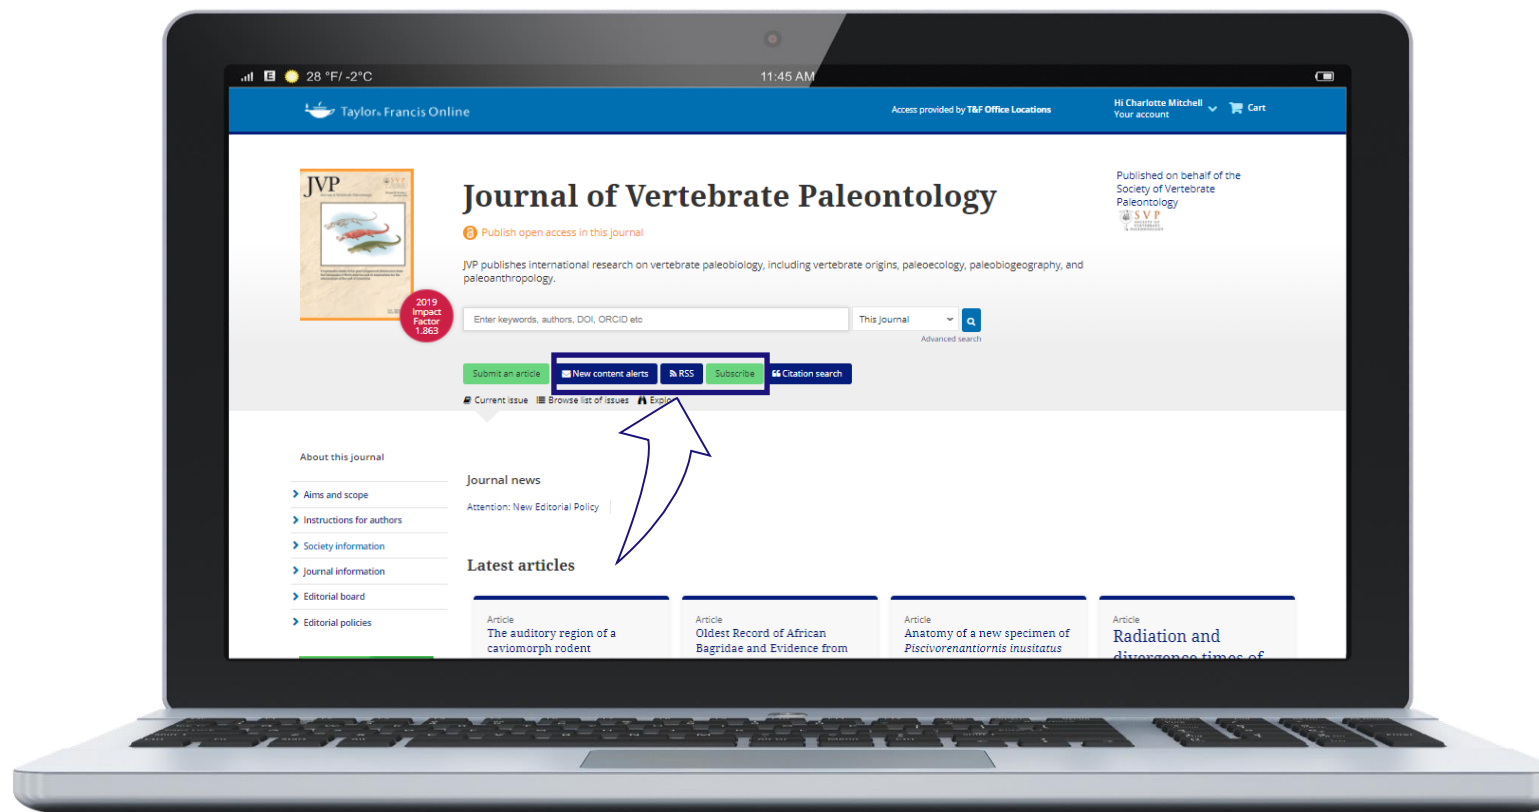 28 °F/ -2°C
11:45 AM
Taylor & Francis Online
Access provided by T&F Office Locations
Hi Charlotte Mitchell
Your account
Cart
JVP
Journal of Vertebrate Paleontology
Publish open access in this journal
JVP publishes international research on vertebrate paleobiology, including vertebrate origins, paleoecology, paleobiogeography, and
paleoanthropology.
Published on behalf of the
Society of Vertebrate
Paleontology
SVP
2019
Impact
Factor
1.863
Enter keywords, authors, DOI, ORCID etc
This Journal
Advanced search
Submit an article
New content alerts
RSS
Subscribe
Citation search
Current issue
Browse list of issues
About this journal
Aims and scope
Instructions for authors
Society information
Journal information
Editorial board
Editorial policies
Journal news
Attention: New Editorial Policy
Latest articles
Article
The auditory region of a
caviomorph rodent
Article
Oldest Record of African
Bagridae and Evidence from
Article
Anatomy of a new specimen of
Piscivorenantiornis inusitatus
Article
Radiation and
divergence times of